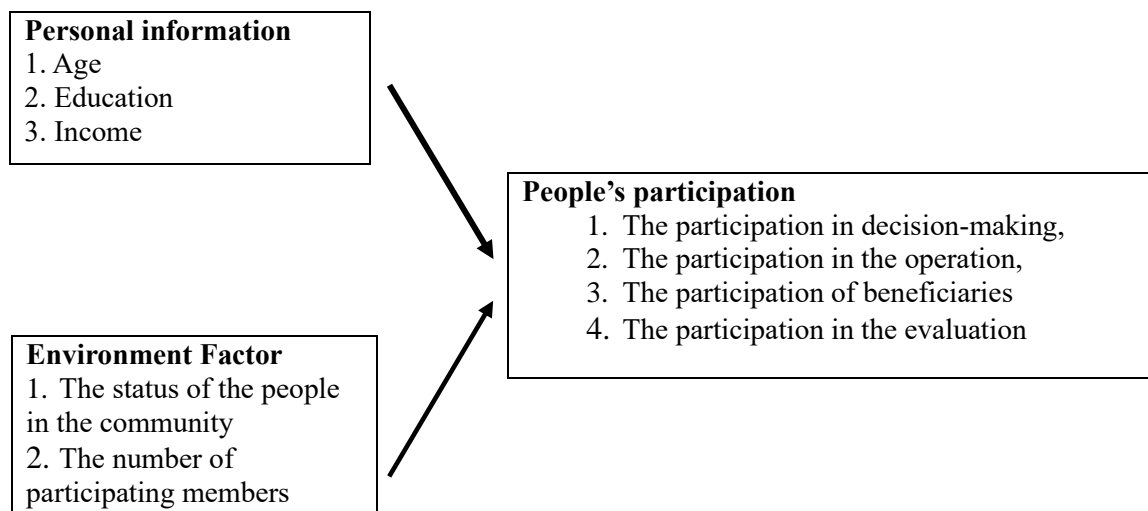 Personal information
1. Age
2. Education
3. Income
People’s participation
1. The participation in decision-making,
2. The participation in the operation,
3. The participation of beneficiaries
4. The participation in the evaluation
Environment Factor
1. The status of the people
in the community
2. The number of
participating members